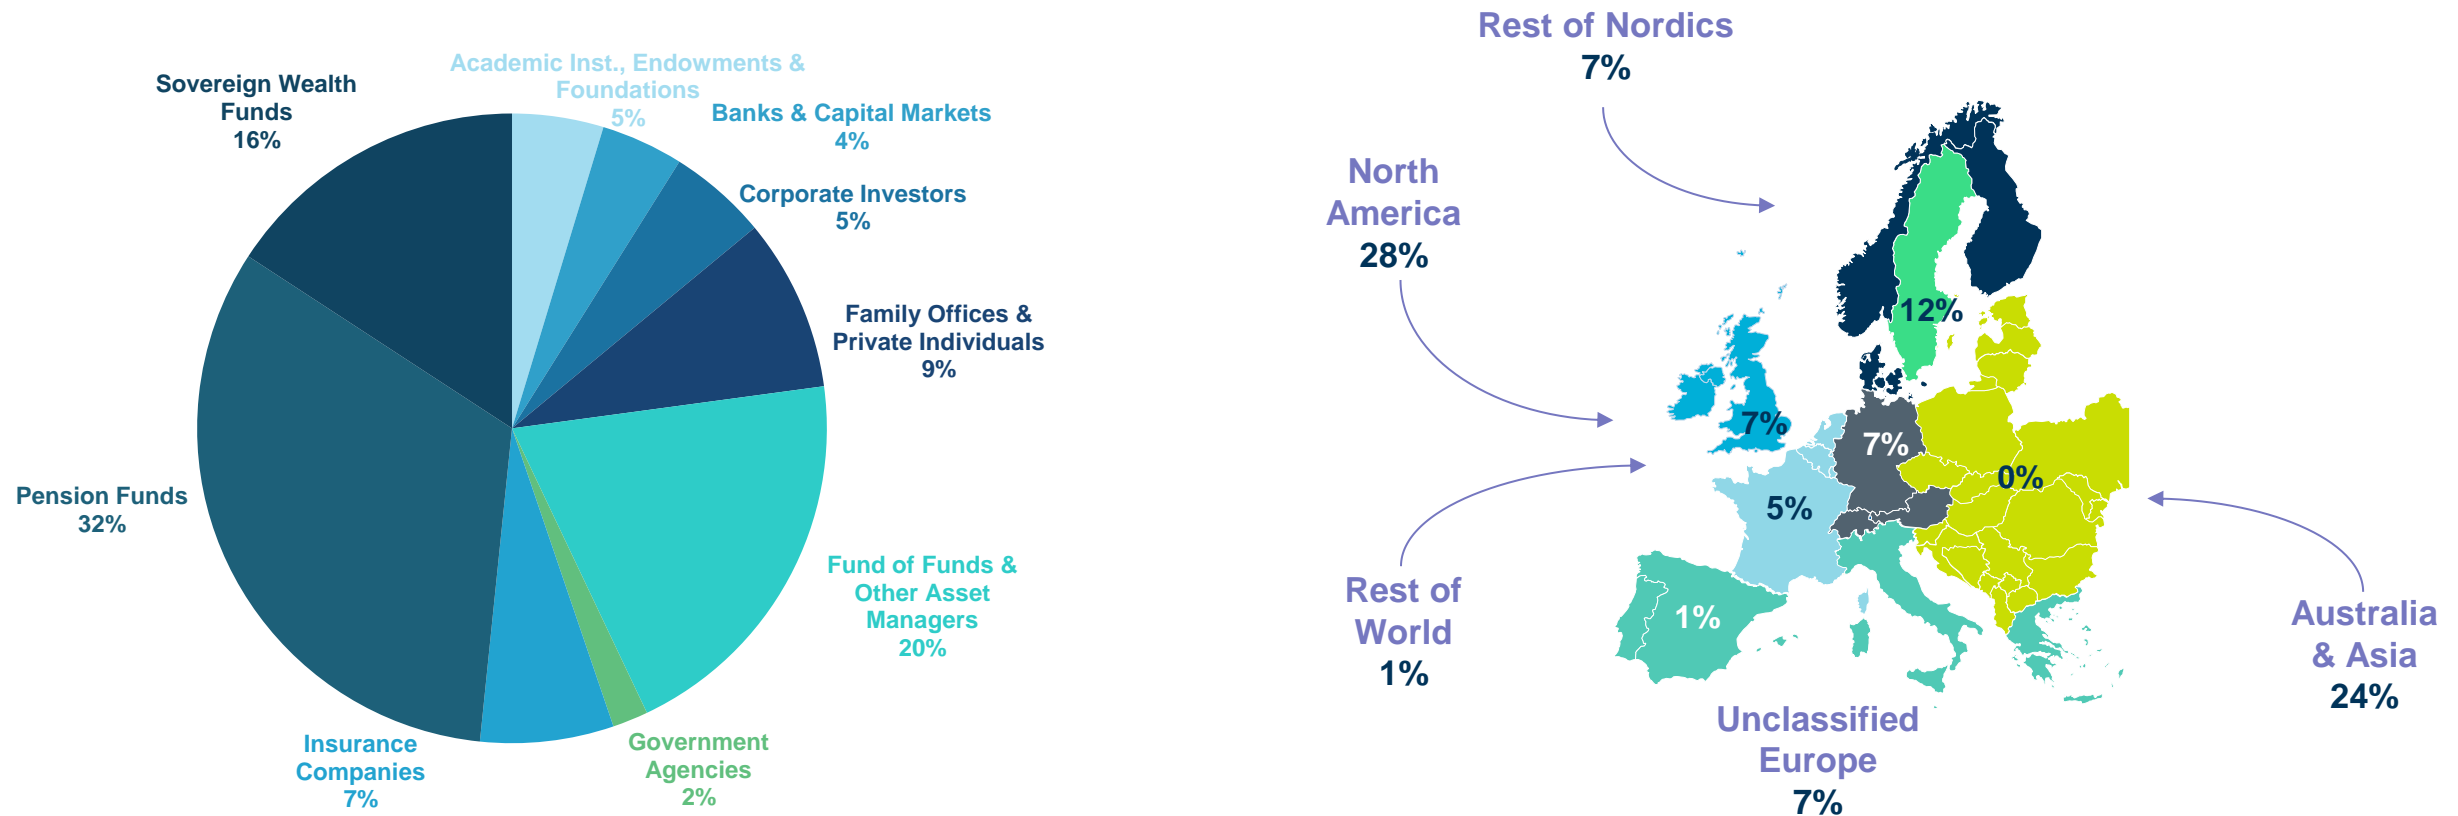 Academic Inst., Endowments &
Foundations
5%
Sovereign Wealth
Funds
16%
Banks & Capital Markets
4%
Corporate Investors
5%
Family Offices &
Private Individuals
9%
Pension Funds
32%
Fund of Funds &
Other Asset
Managers
20%
Insurance
Companies
7%
Government
Agencies
2%
Rest of Nordics
7%
North
America
28%
12%
7%
7%
0%
5%
Rest of
World
1%
1%
Australia
& Asia
24%
Unclassified
Europe
7%